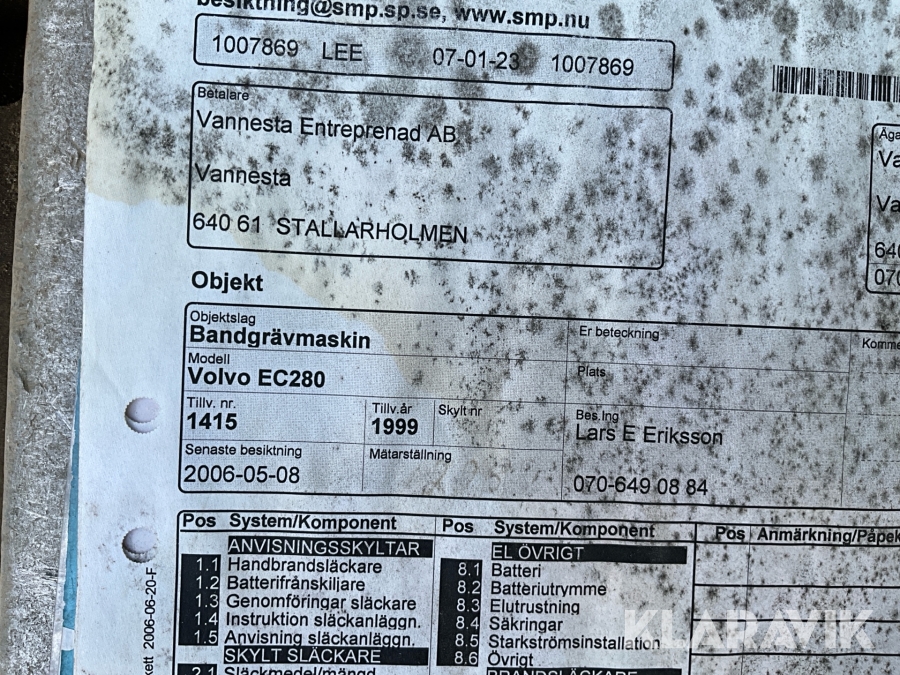 besiktning@smp.sp.se, www.smp.nu
1007869 LEE 07-01-23 1007869
Betalare
Vannesta Entreprenad AB
Vannesta
640 61 STALLARHOLMEN
Objekt
Objektslag
Bandgrävmaskin
Er beteckning
Modell
Volvo EC280
Plats
Tillv. nr.
1415
Tillv.år
1999
Skylt nr
Bes.Ing
Lars E Eriksson
Senaste besiktning
2006-05-08
Mätarställning
070-649 08 84
Pos System/Komponent
ANVISNINGSSKYLTAR
1.1 Handbrandsläckare
1.2 Batterifrånskiljare
1.3 Genomföringar släckare
1.4 Instruktion släckanläggn.
1.5 Anvisning släckanläggn.
SKYLT SLÄCKARE
2.1 Släckmedel/mängd
Pos System/Komponent
EL ÖVRIGT
8.1 Batteri
8.2 Batteriutrymme
8.3 Elutrustning
8.4 Säkringar
8.5 Starkströmsinstallation
8.6 Övrigt
BRANDSLÄCKARE
Pos Anmärkning/Påpek
2006-06-20-F
KLARAVIK